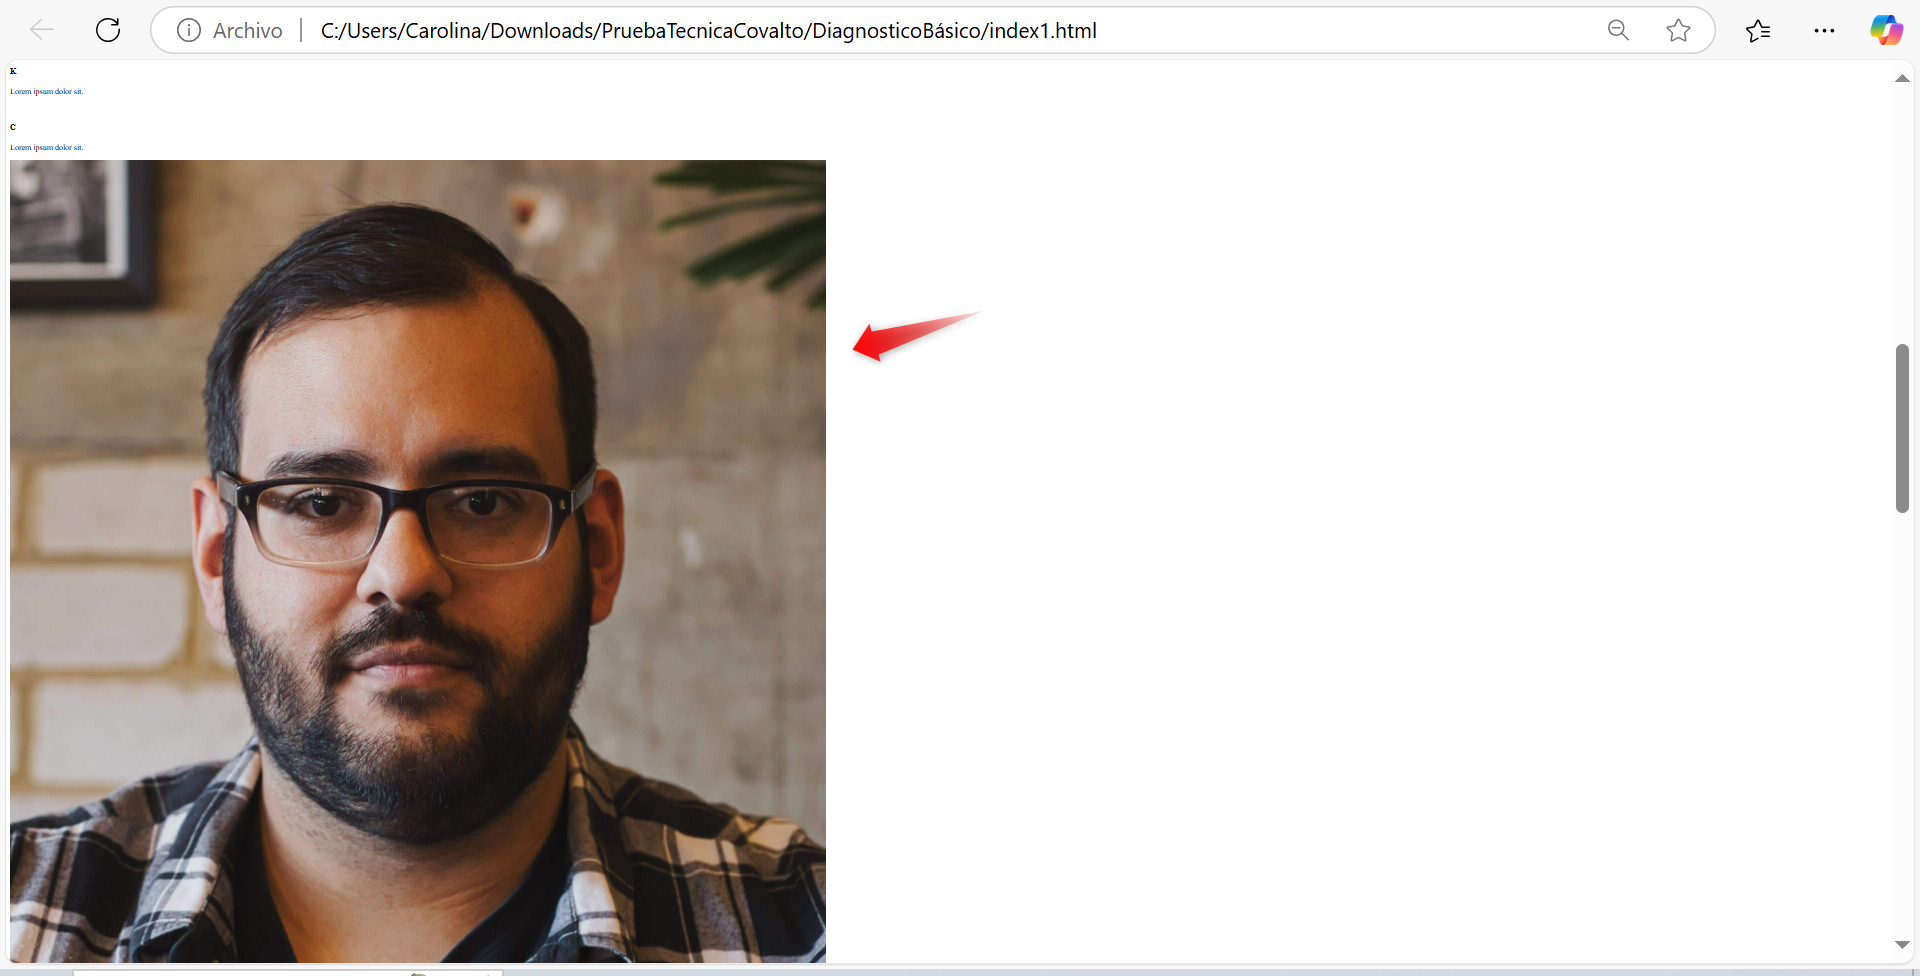 Archivo
C:/Users/Carolina/Downloads/PruebaTecnicaCovalto/DiagnosticoBásico/index1.html
K
Lorem ipsum dolor sit.
C
Lorem ipsum dolor sit.